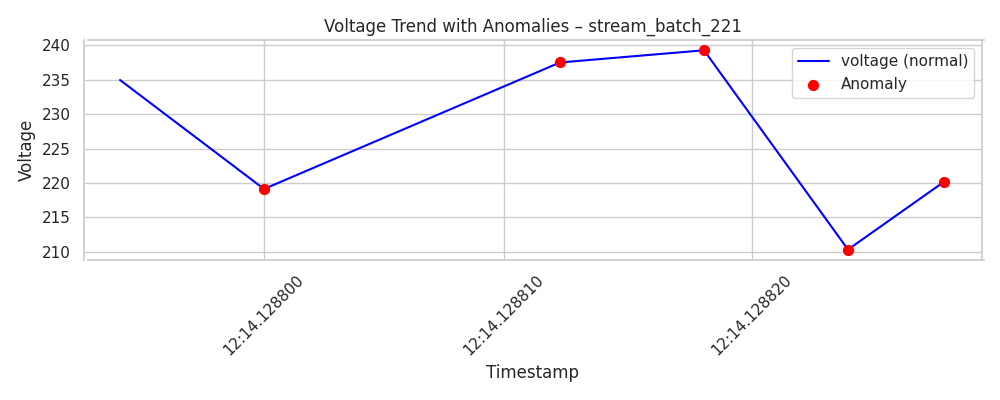 Voltage Trend with Anomalies – stream_batch_221
240
235
230
225
220
215
210
Voltage
voltage (normal)
Anomaly
12:14.128800
12:14.128810
12:14.128820
Timestamp